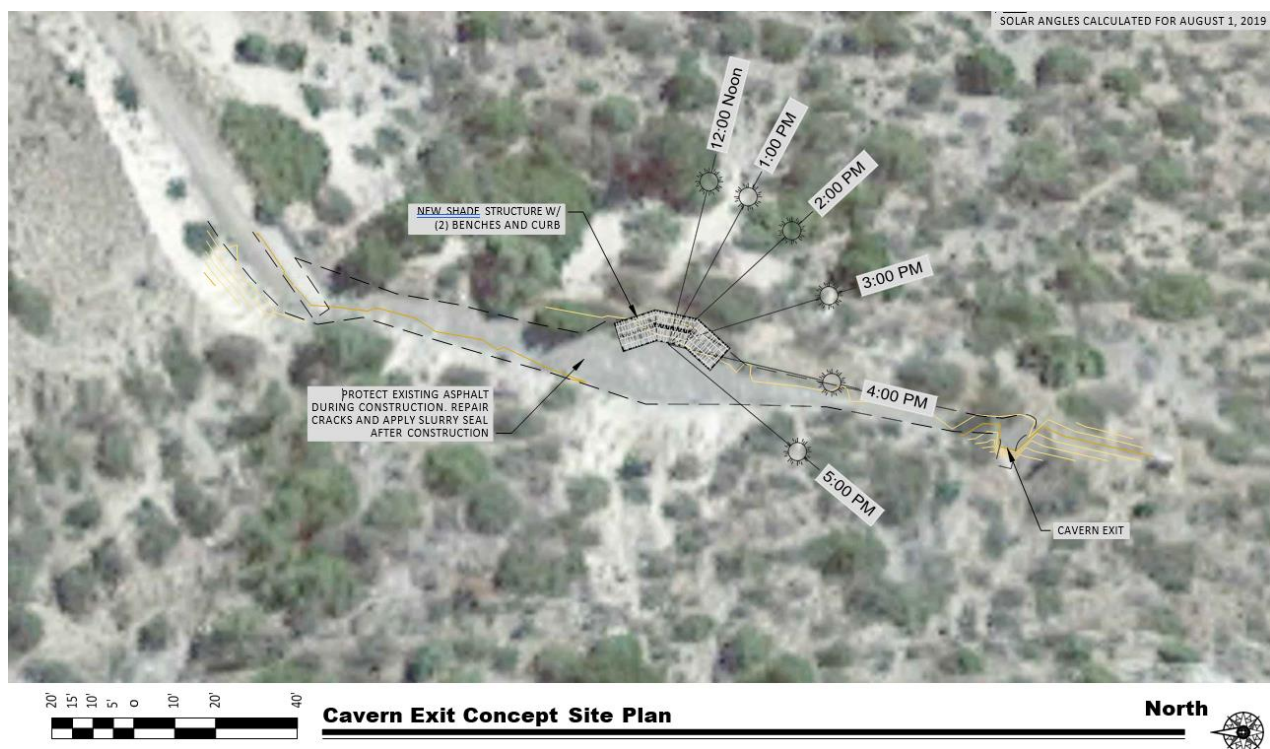 SOLAR ANGLES CALCULATED FOR AUGUST 1, 2019
12:00 Noon
1:00 PM
2:00 PM
NEW SHADE STRUCTURE W/
(2) BENCHES AND CURB
3:00 PM
PROTECT EXISTING ASPHALT
DURING CONSTRUCTION. REPAIR
CRACKS AND APPLY SLURRY SEAL
AFTER CONSTRUCTION
4:00 PM
5:00 PM
CAVERN EXIT
20' 15' 10' 5' 0 10' 20' 40'
Cavern Exit Concept Site Plan
North